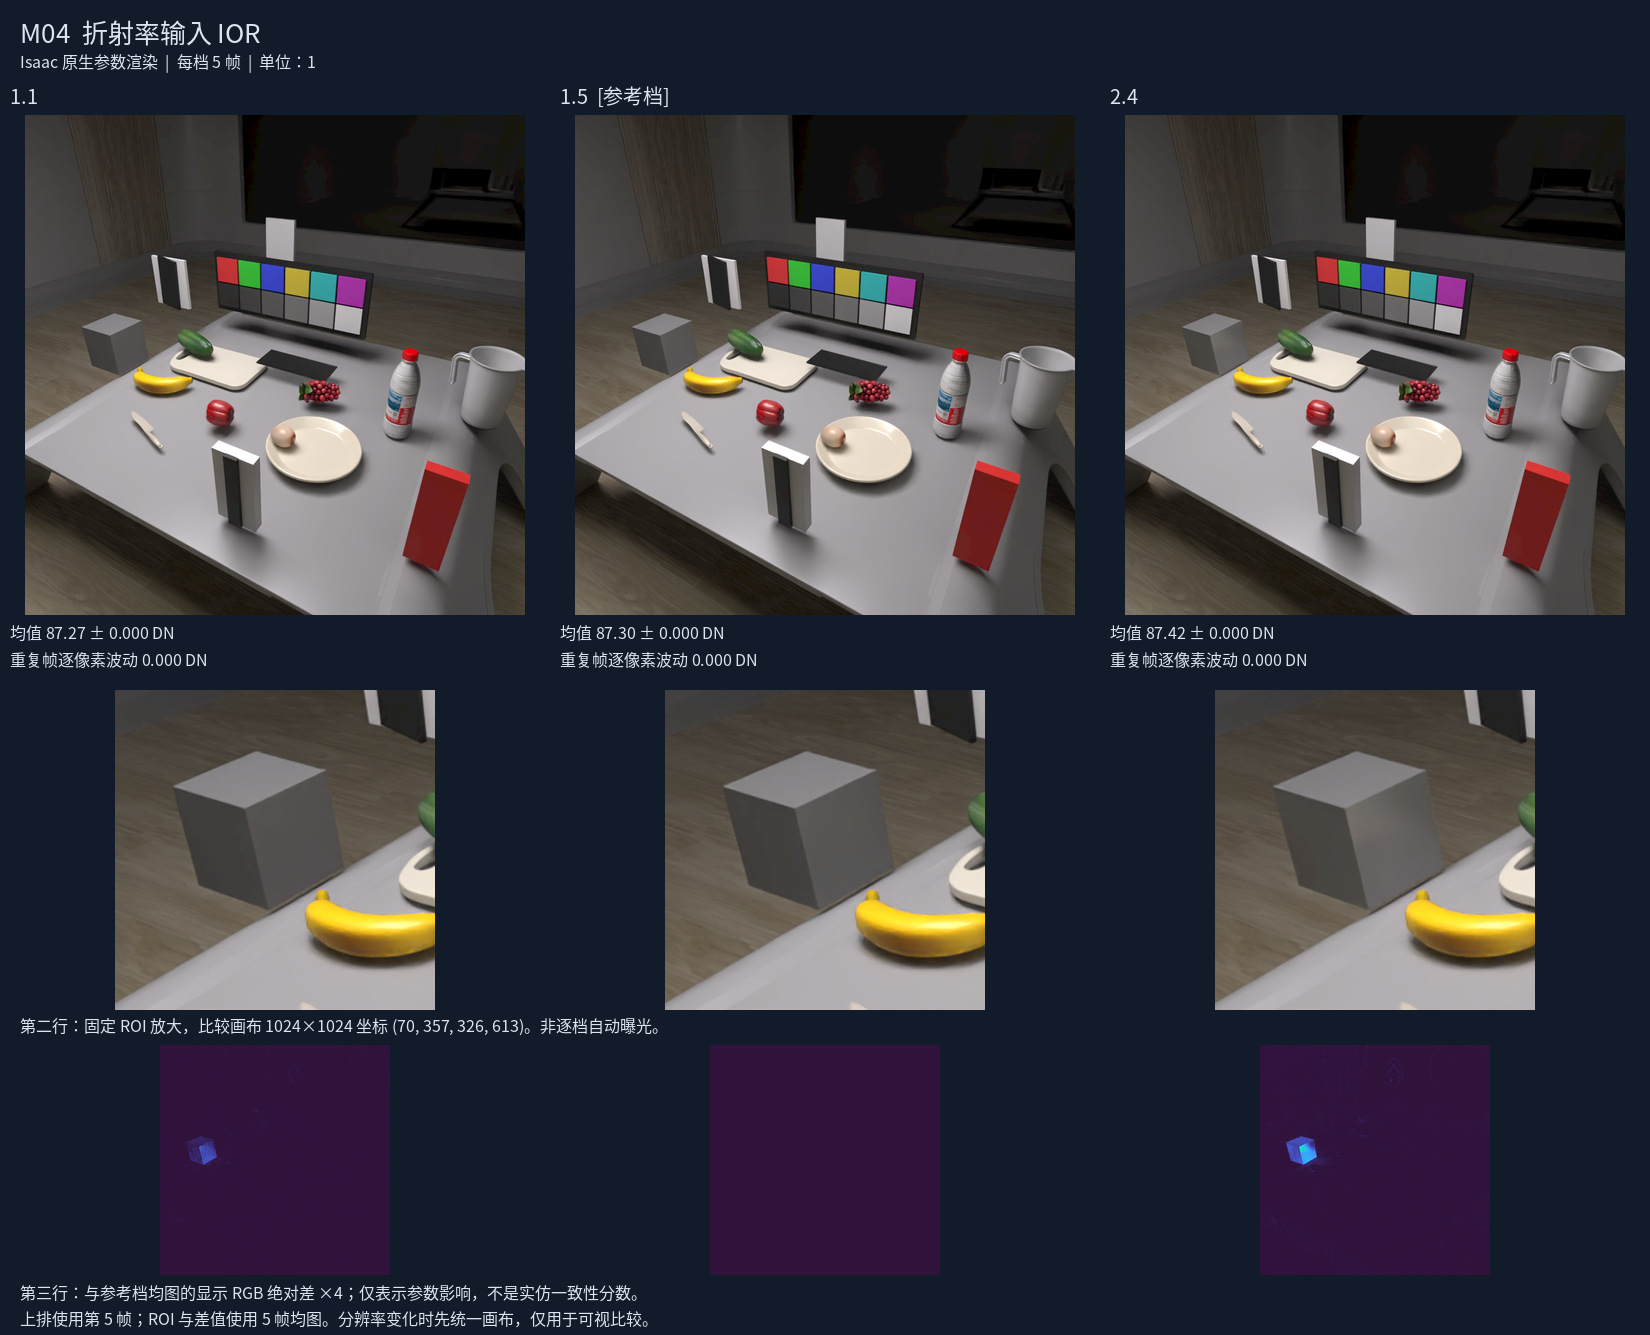 M04 折射率输入 IOR
Isaac 原生参数渲染 | 每档 5 帧 | 单位：1
1.1
1.5 [参考档]
2.4
均值 87.27 ± 0.000 DN
重复帧逐像素波动 0.000 DN
均值 87.30 ± 0.000 DN
重复帧逐像素波动 0.000 DN
均值 87.42 ± 0.000 DN
重复帧逐像素波动 0.000 DN
第二行：固定 ROI 放大，比较画布 1024×1024 坐标 (70, 357, 326, 613)。非逐档自动曝光。
第三行：与参考档均图的显示 RGB 绝对差 ×4；仅表示参数影响，不是实仿一致性分数。
上排使用第 5 帧；ROI 与差值使用 5 帧均图。分辨率变化时先统一画布，仅用于可视比较。